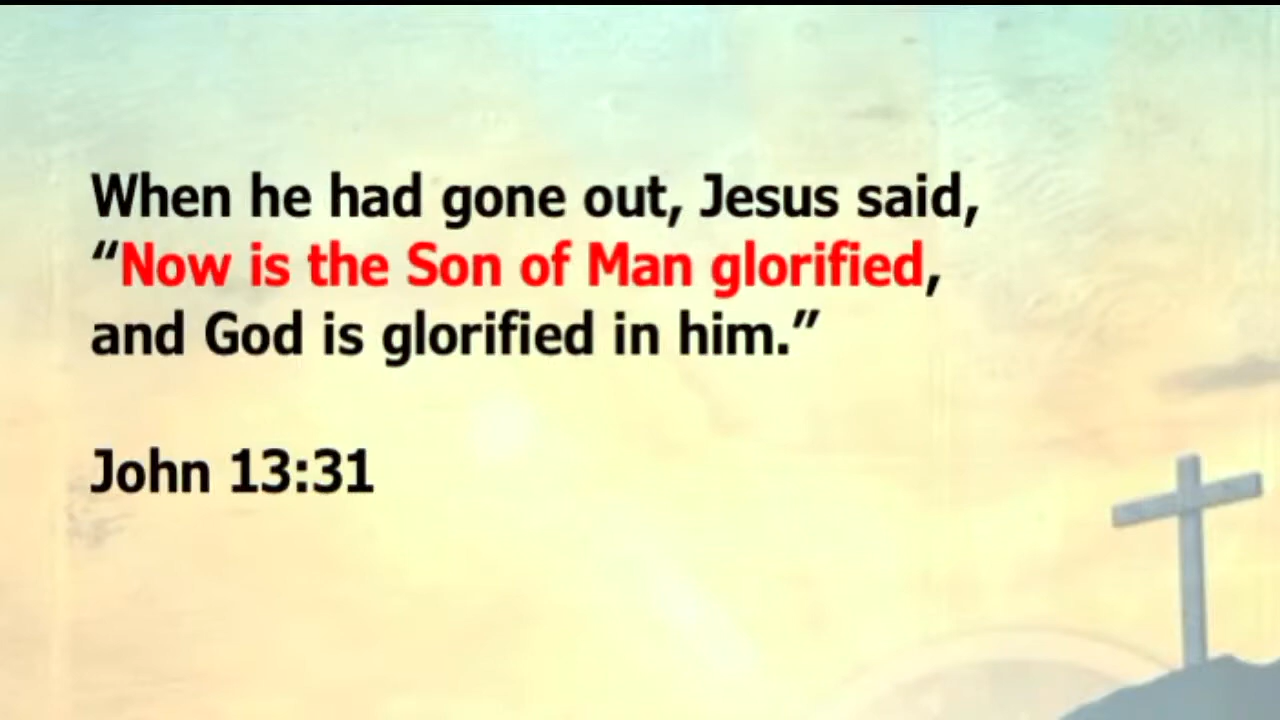 When he had gone out, Jesus said,
“Now is the Son of Man glorified,
and God is glorified in him.”
John 13:31